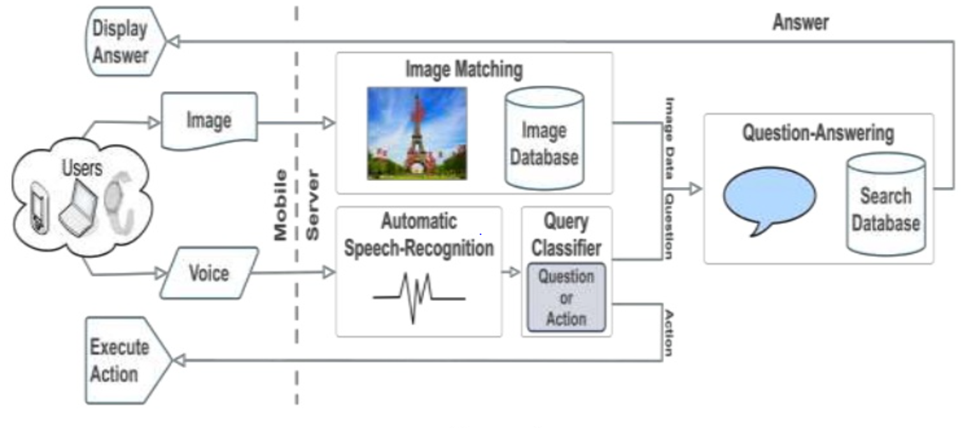 Display
Answer
Answer
Image Matching
Image
Image
Database
Image Data
Question-Answering
Users
Mobile
Server
Search
Database
Automatic
Speech-Recognition
Query
Classifier
Question
Voice
Question
or
Action
Action
Execute
Action